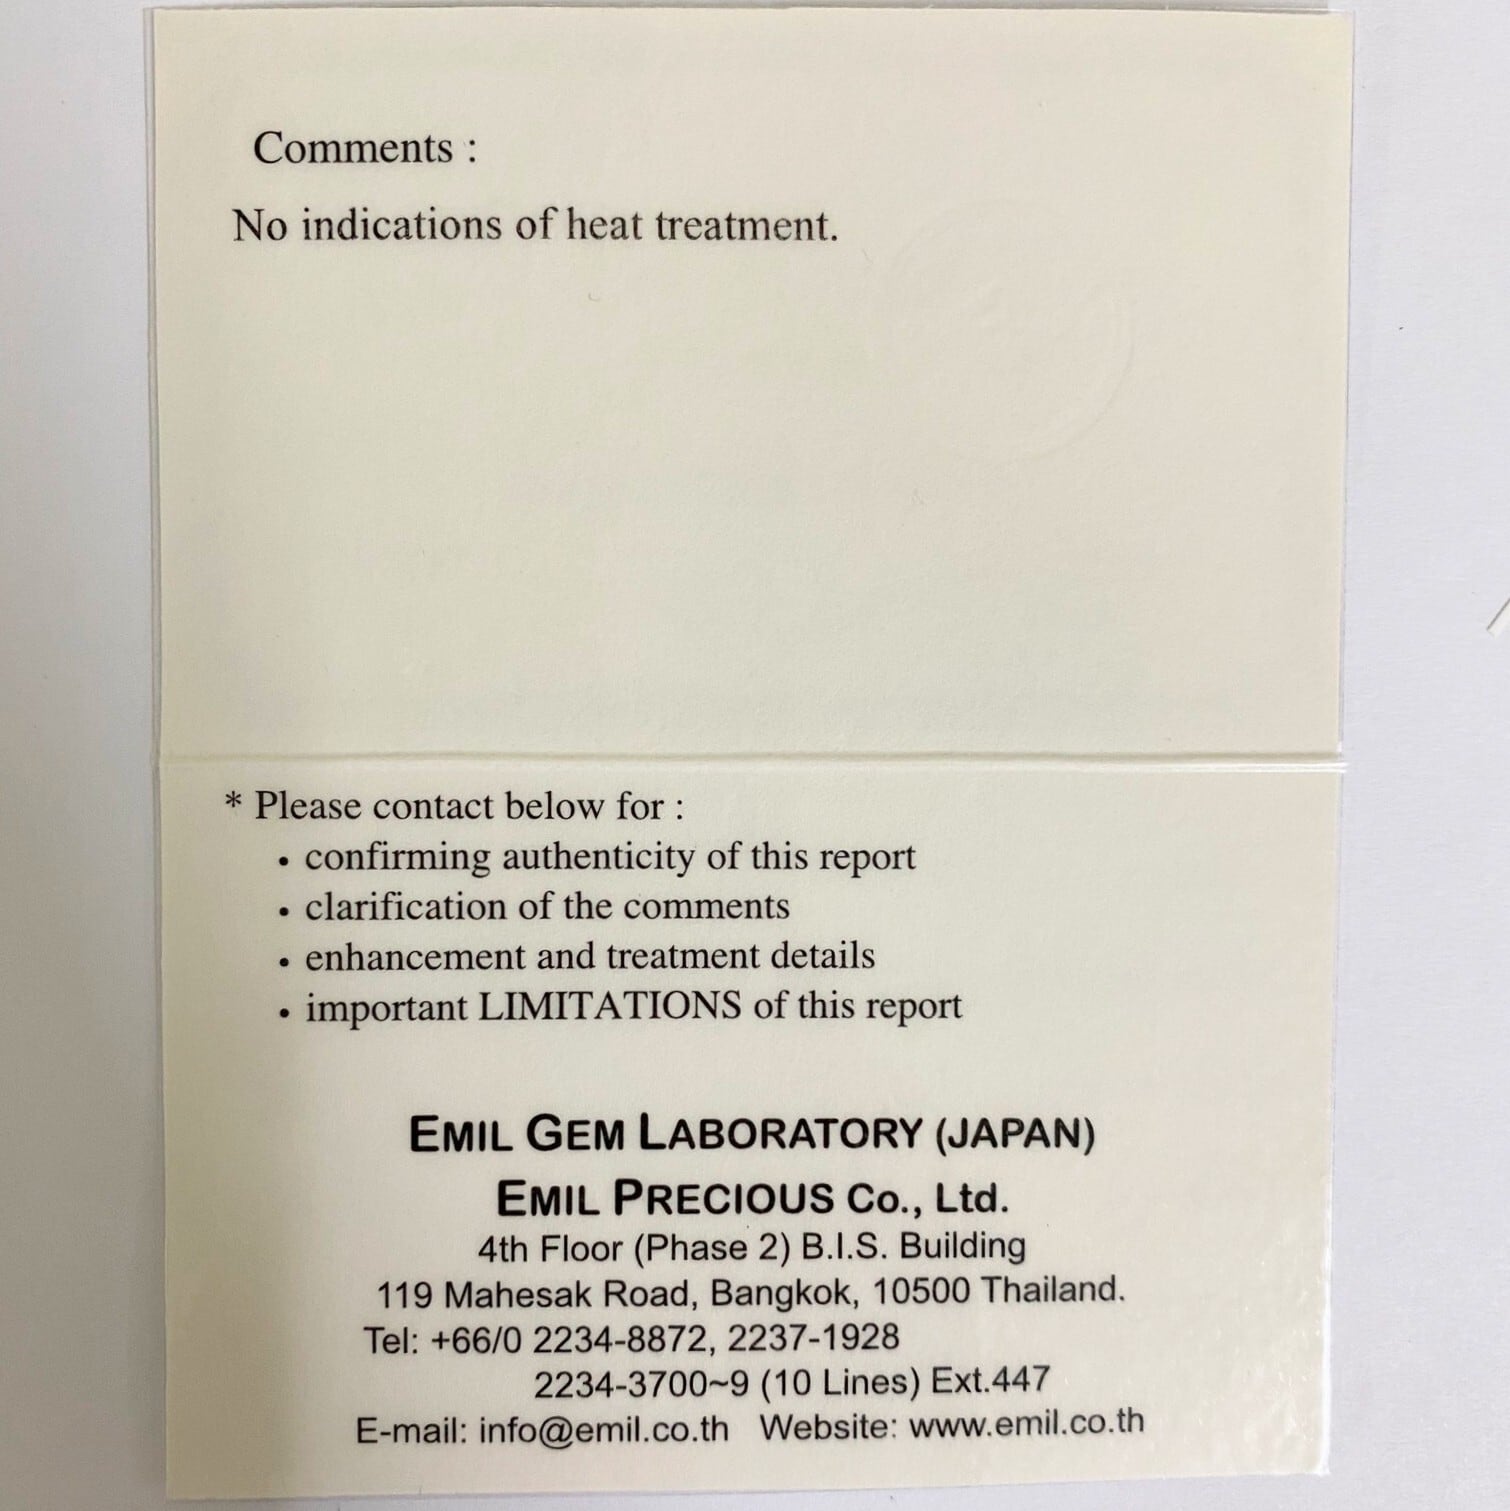 Comments :
No indications of heat treatment.
* Please contact below for :
• confirming authenticity of this report
• clarification of the comments
• enhancement and treatment details
• important LIMITATIONS of this report
EMIL GEM LABORATORY (JAPAN)
EMIL PRECIOUS Co., Ltd.
4th Floor (Phase 2) B.I.S. Building
119 Mahesak Road, Bangkok, 10500 Thailand.
Tel: +66/0 2234-8872, 2237-1928
2234-3700~9 (10 Lines) Ext.447
E-mail: info@emil.co.th Website: www.emil.co.th